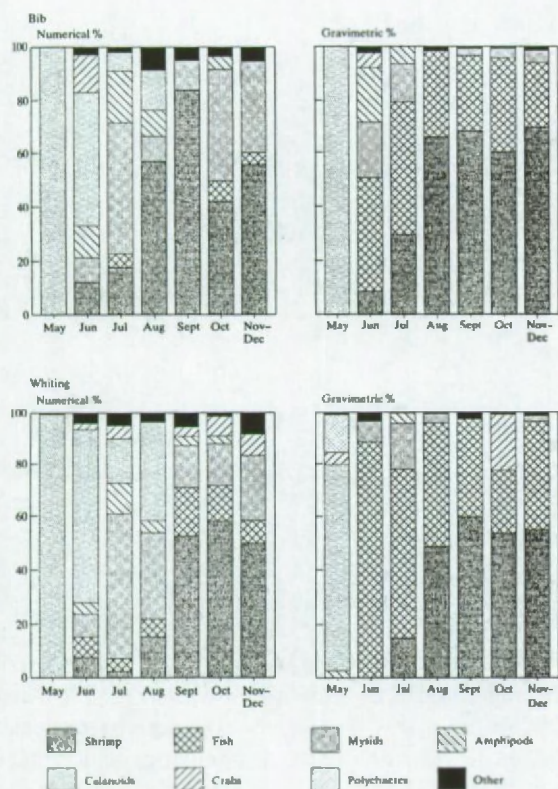 Bib
Numerical %
Gravimetric %
100
80
60
40
20
0
May Jun Jul Aug Sept Oct Nov-
Dec
May Jun Jul Aug Sept Oct Nov-
Dec
Whiting
Numerical %
Gravimetric %
100
80
60
40
20
0
May Jun Jul Aug Sept Oct Nov-
Dec
May Jun Jul Aug Sept Oct Nov-
Dec
Shrimp Fish Mysids Amphipods
Calanoids Crabs Polychaetes Other